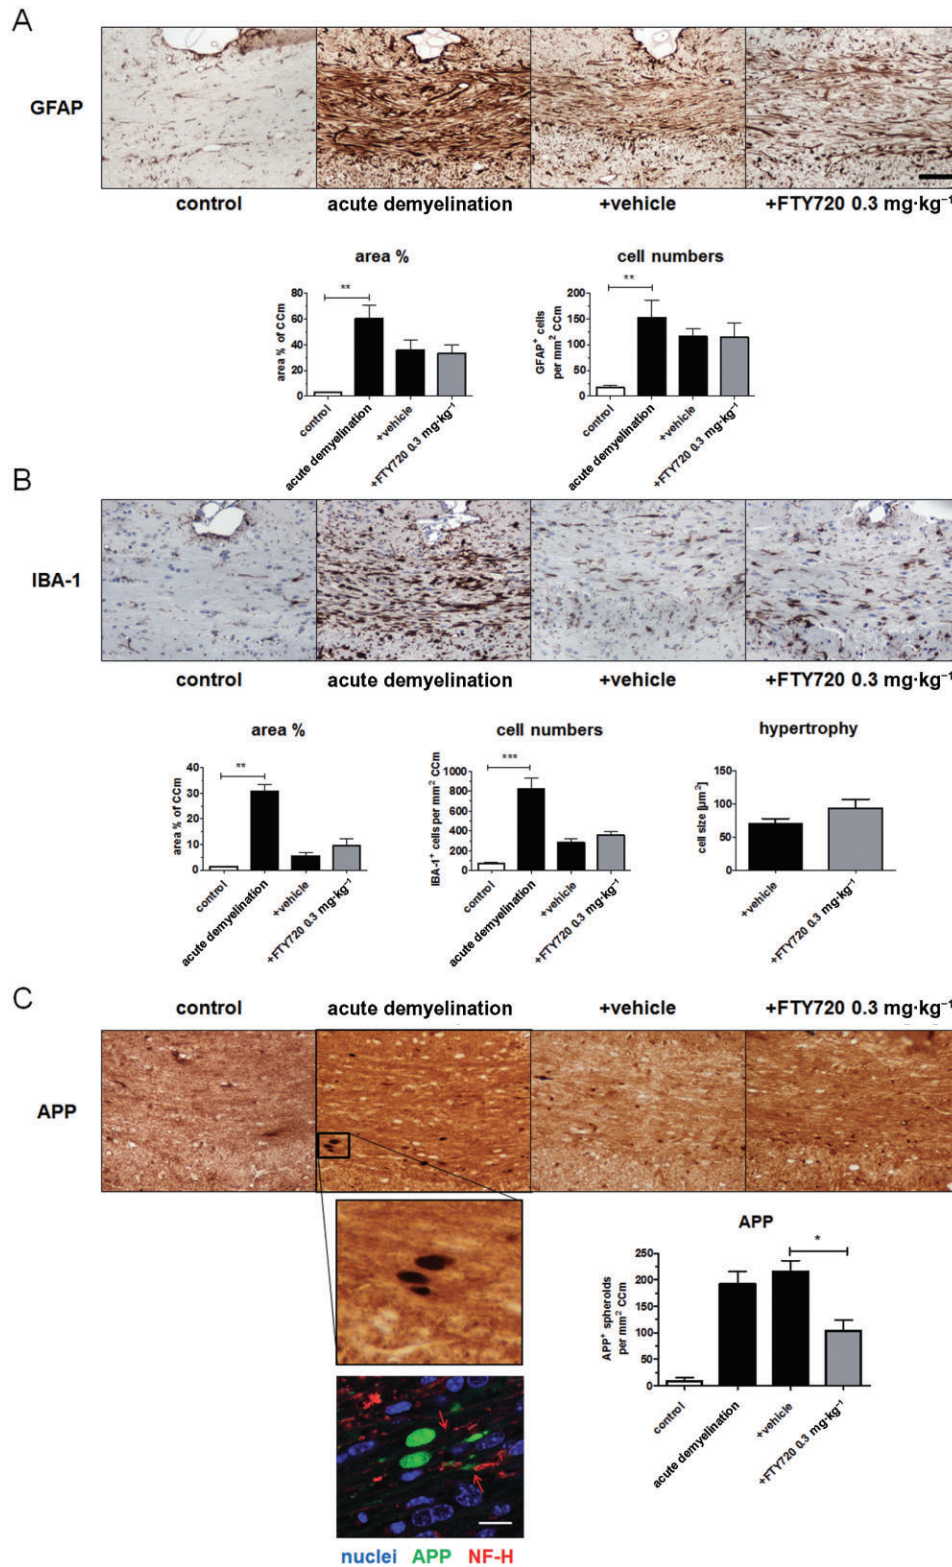 A
GFAP
control acute demyelination +vehicle +FTY720 0.3 mg·kg⁻¹
area %
area % of CCm
80
60
40
20
0
**
control
acute demyelination
+vehicle
+FTY720 0.3 mg·kg⁻¹
cell numbers
GFAP⁺ cells
per mm² CCm
200
150
100
50
0
**
control
acute demyelination
+vehicle
+FTY720 0.3 mg·kg⁻¹
B
IBA-1
control acute demyelination +vehicle +FTY720 0.3 mg·kg⁻¹
area %
area % of CCm
40
30
20
10
0
**
control
acute demyelination
+vehicle
+FTY720 0.3 mg·kg⁻¹
cell numbers
IBA-1⁺ cells per mm² CCm
1000
800
600
400
200
0
***
control
acute demyelination
+vehicle
+FTY720 0.3 mg·kg⁻¹
hypertrophy
cell size [µm²]
150
100
50
0
+vehicle
+FTY720 0.3 mg·kg⁻¹
C
control acute demyelination +vehicle +FTY720 0.3 mg·kg⁻¹
APP
APP
APP⁺ spheroids
per mm² CCm
250
200
150
100
50
0
*
control
acute demyelination
+vehicle
+FTY720 0.3 mg·kg⁻¹
nuclei APP NF-H